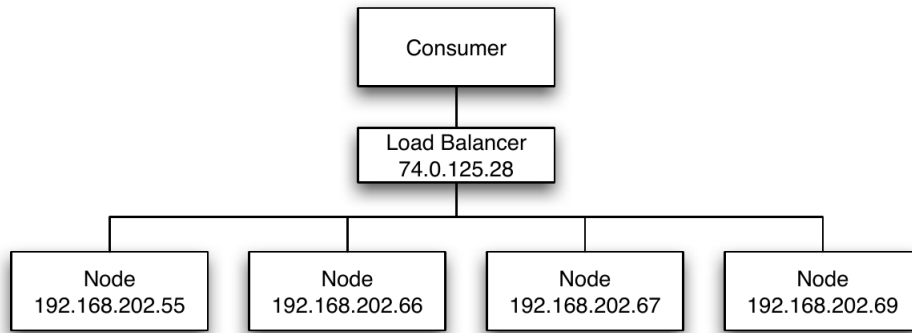 Consumer
Load Balancer
74.0.125.28
Node
192.168.202.55
Node
192.168.202.66
Node
192.168.202.67
Node
192.168.202.69